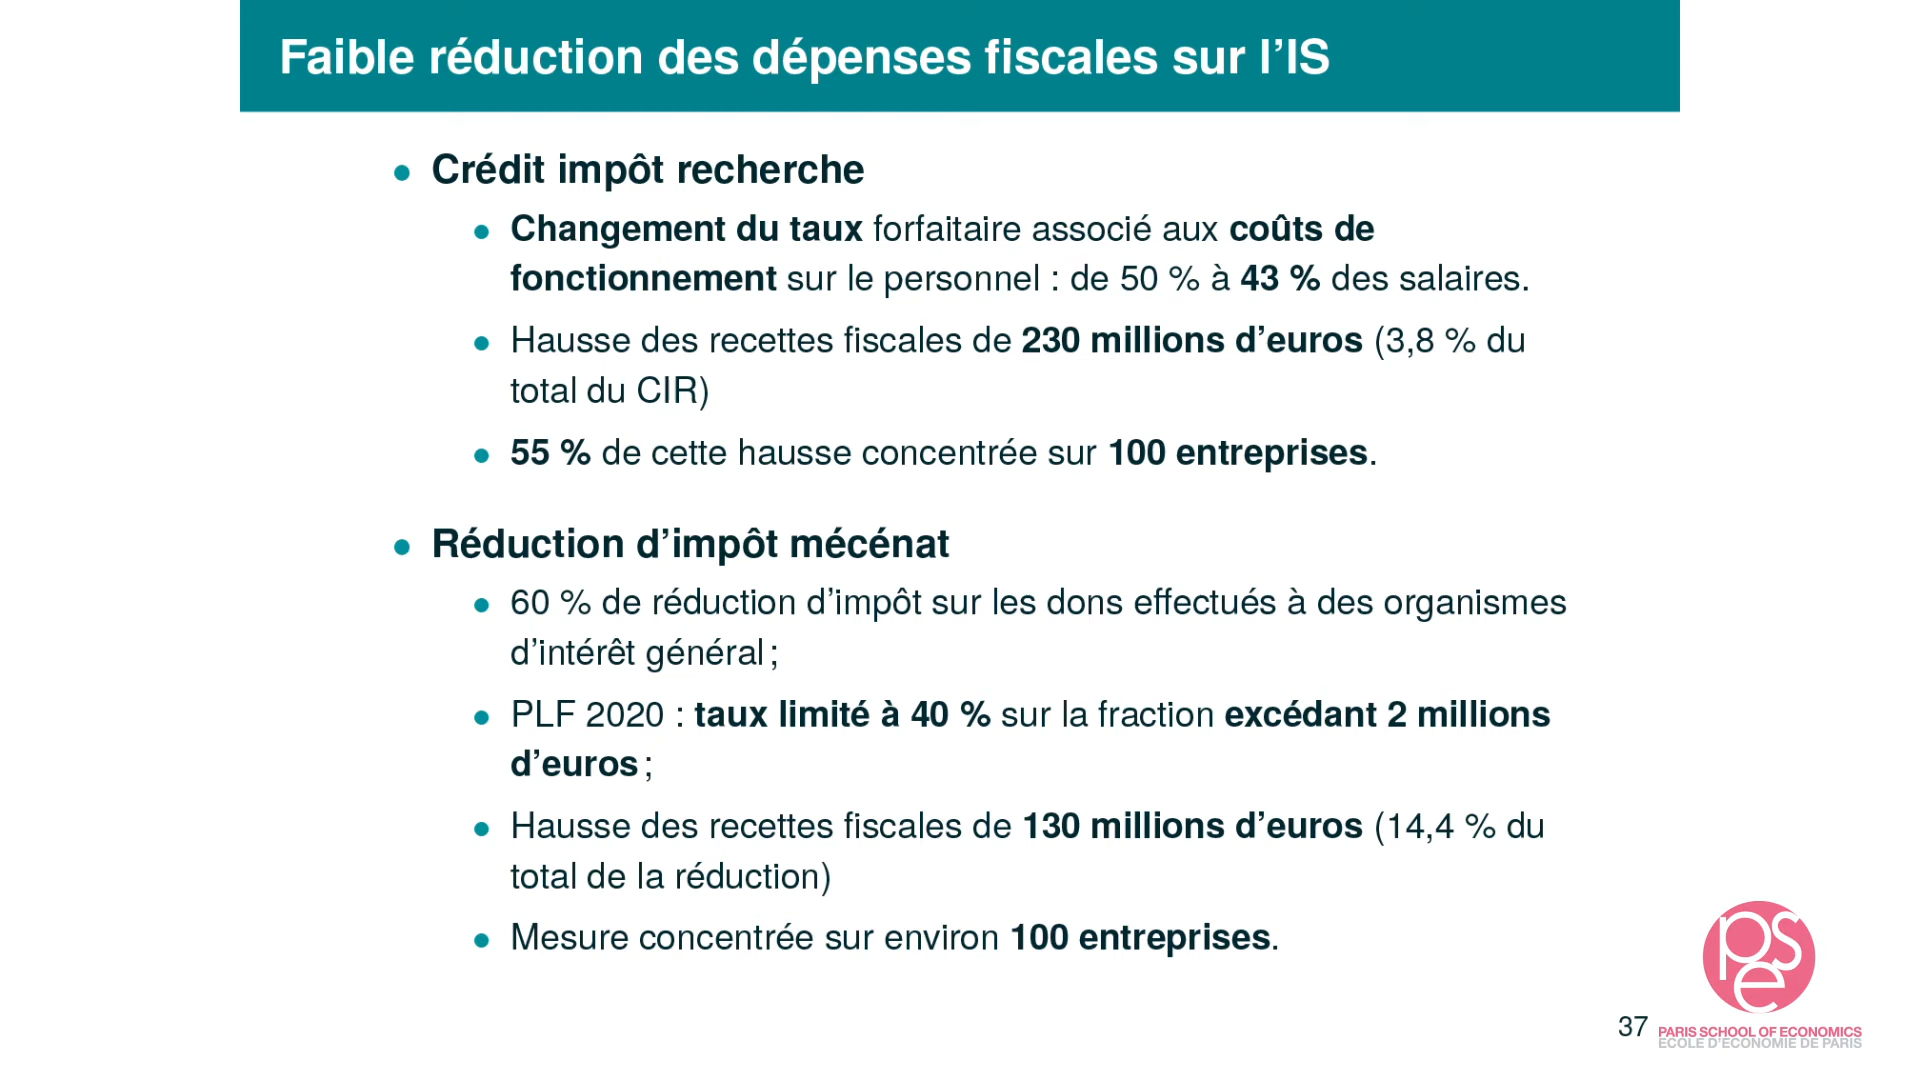 Faible réduction des dépenses fiscales sur l’IS
Crédit impôt recherche
Changement du taux forfaitaire associé aux coûts de
fonctionnement sur le personnel : de 50 % à 43 % des salaires.
Hausse des recettes fiscales de 230 millions d’euros (3,8 % du
total du CIR)
55 % de cette hausse concentrée sur 100 entreprises.
Réduction d’impôt mécénat
60 % de réduction d’impôt sur les dons effectués à des organismes
d’intérêt général ;
PLF 2020 : taux limité à 40 % sur la fraction excédant 2 millions
d’euros ;
Hausse des recettes fiscales de 130 millions d’euros (14,4 % du
total de la réduction)
Mesure concentrée sur environ 100 entreprises.
37
pse
PARIS SCHOOL OF ECONOMICS
ECOLE D’ECONOMIE DE PARIS